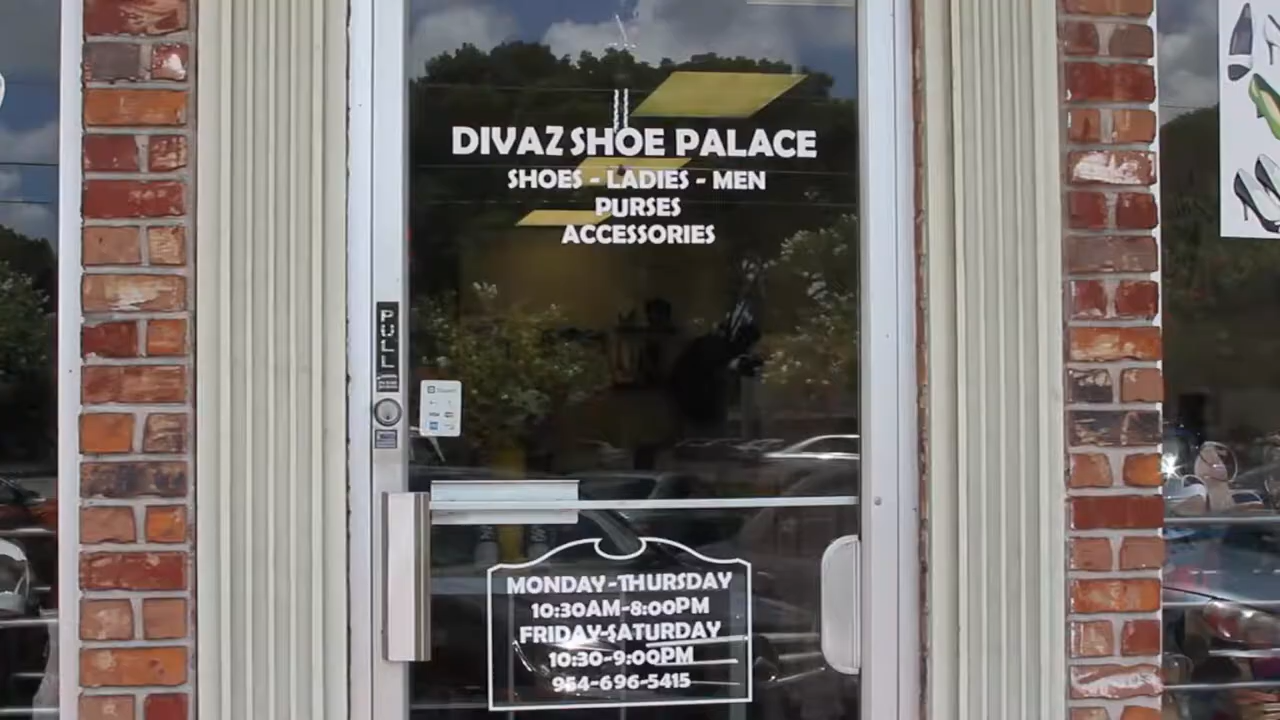 DIVAZ SHOE PALACE
SHOES - LADIES - MEN
PURSES
ACCESSORIES
PULL
MONDAY-THURSDAY
10:30AM-8:00PM
FRIDAY-SATURDAY
10:30-9:00PM
954-696-5415